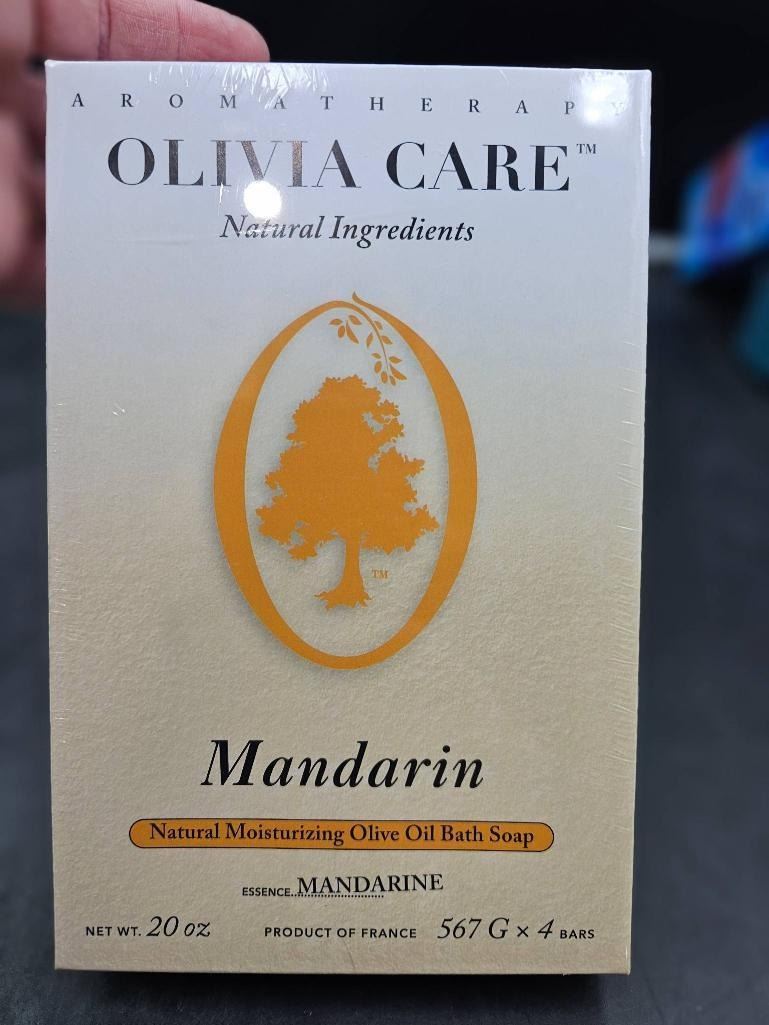 AROMATHERAPY
OLIVIA CARE™
Natural Ingredients
TM
Mandarin
Natural Moisturizing Olive Oil Bath Soap
ESSENCE..MANDARINE
NET WT. 20 OZ PRODUCT OF FRANCE 567 G × 4 BARS